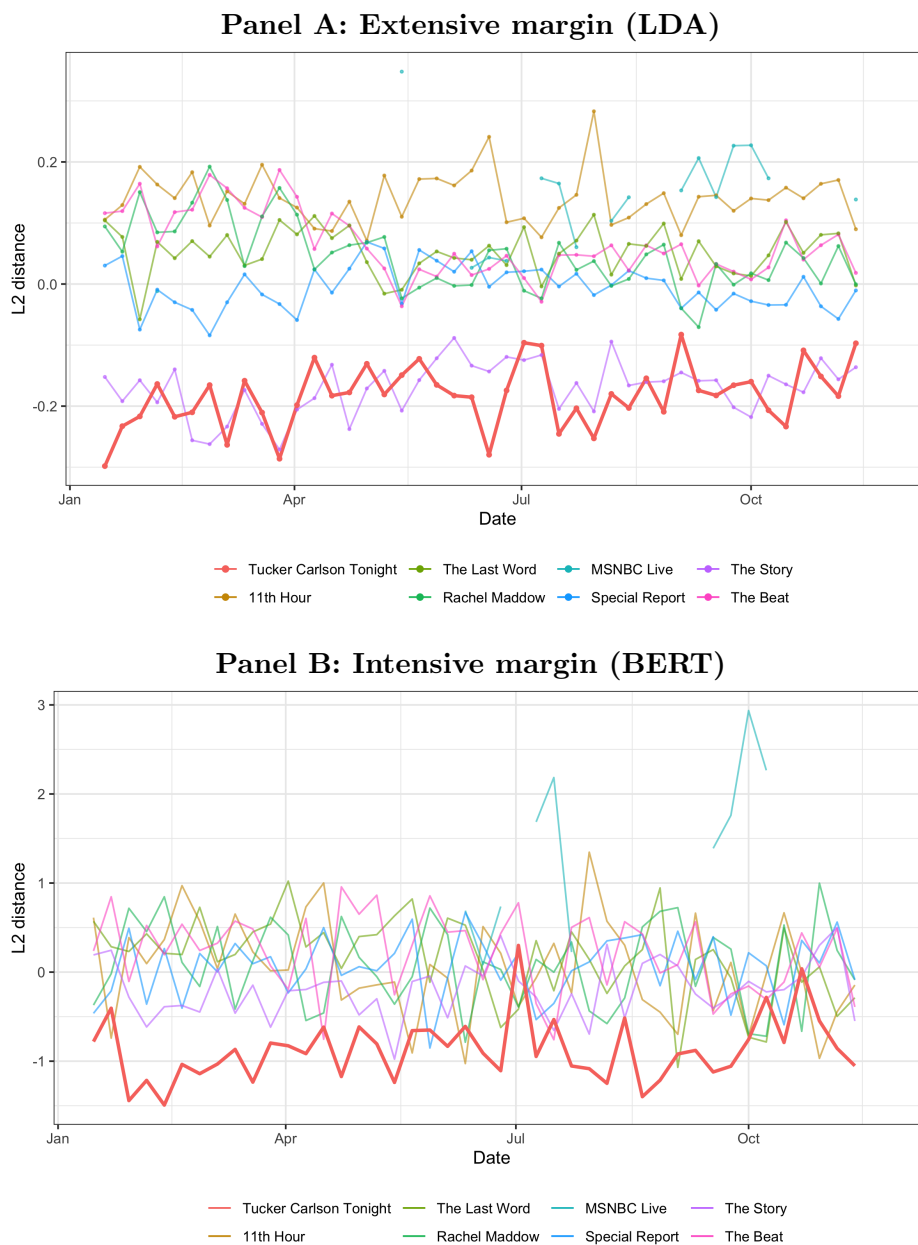 Panel A: Extensive margin (LDA)
0.2
0.0
-0.2
L2 distance
Jan Apr Jul Oct
Date
Tucker Carlson Tonight The Last Word MSNBC Live The Story
11th Hour Rachel Maddow Special Report The Beat
Panel B: Intensive margin (BERT)
3
2
1
0
-1
L2 distance
Jan Apr Jul Oct
Date
Tucker Carlson Tonight The Last Word MSNBC Live The Story
11th Hour Rachel Maddow Special Report The Beat